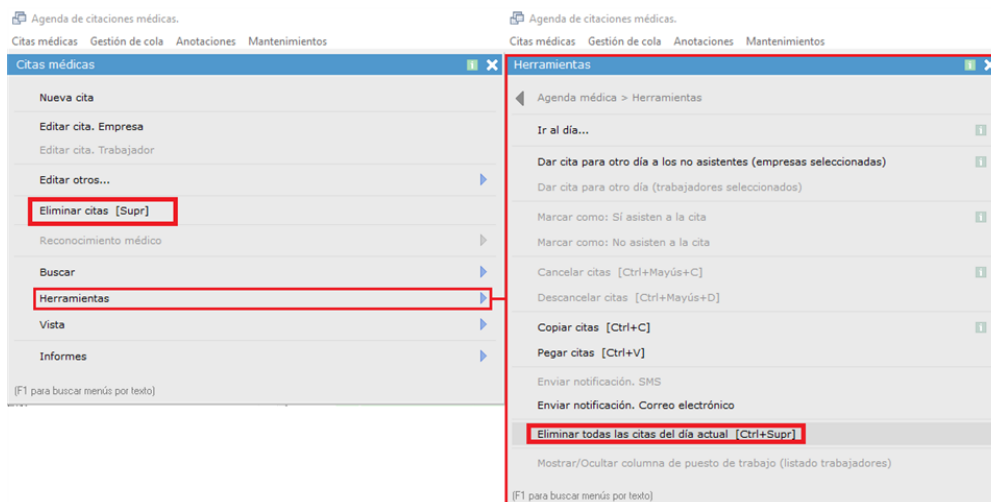 Agenda de citaciones médicas.
Citas médicas Gestión de cola Anotaciones Mantenimientos
Citas médicas
Nueva cita
Editar cita. Empresa
Editar cita. Trabajador
Editar otros...
Eliminar citas [Supr]
Reconocimiento médico
Buscar
Herramientas
Vista
Informes
(F1 para buscar menús por texto)
Agenda de citaciones médicas.
Citas médicas Gestión de cola Anotaciones Mantenimientos
Herramientas
Agenda médica > Herramientas
Ir al día...
Dar cita para otro día a los no asistentes (empresas seleccionadas)
Dar cita para otro día (trabajadores seleccionados)
Marcar como: Sí asisten a la cita
Marcar como: No asisten a la cita
Cancelar citas [Ctrl+Mayús+C]
Descancelar citas [Ctrl+Mayús+D]
Copiar citas [Ctrl+C]
Pegar citas [Ctrl+V]
Enviar notificación. SMS
Enviar notificación. Correo electrónico
Eliminar todas las citas del día actual [Ctrl+Supr]
Mostrar/Ocultar columna de puesto de trabajo (listado trabajadores)
(F1 para buscar menús por texto)